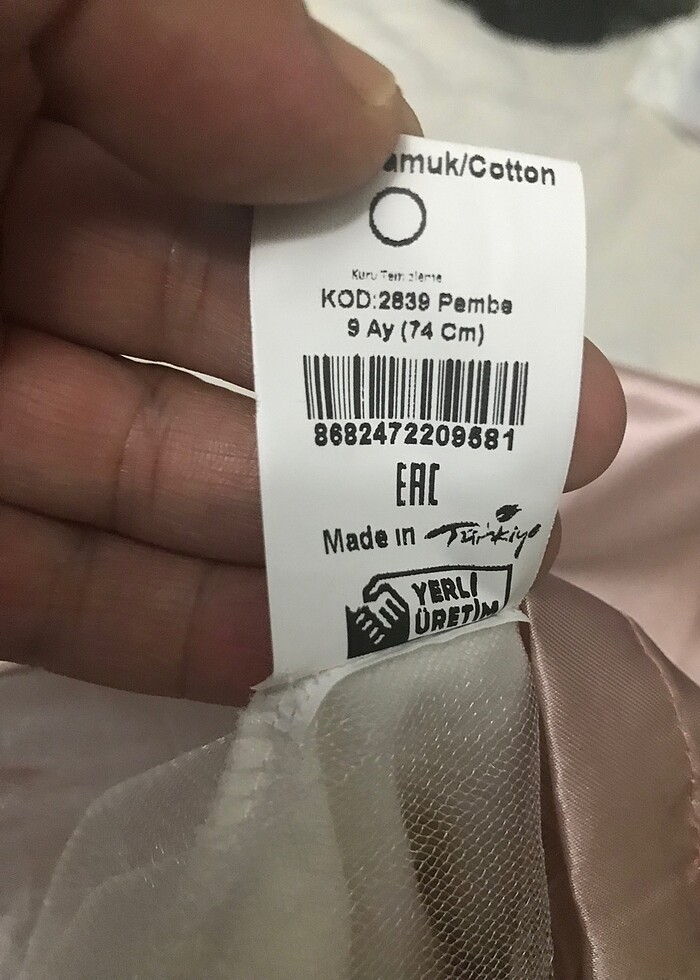 amuk/Cotton
Kuru Temizleme
KOD:2839 Pembe
9 Ay (74 Cm)
8682472209581
EAC
Made in Türkiye
YERLİ
ÜRETİM